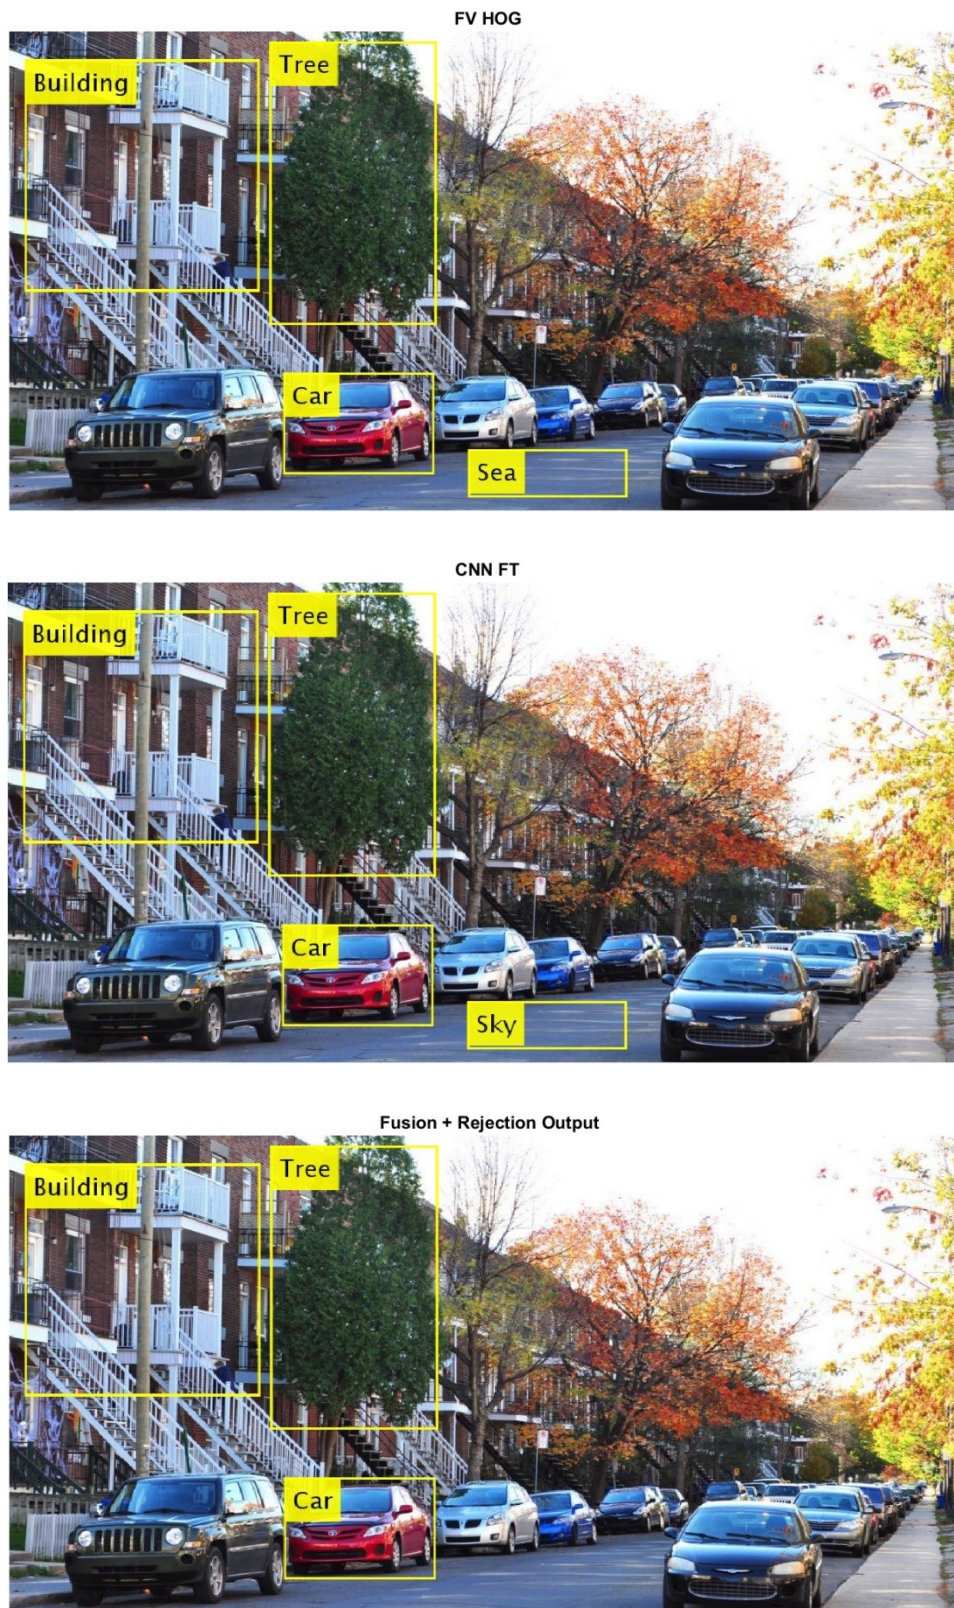 FV HOG
Building
Tree
Car
Sea
CNN FT
Building
Tree
Car
Sky
Fusion + Rejection Output
Building
Tree
Car